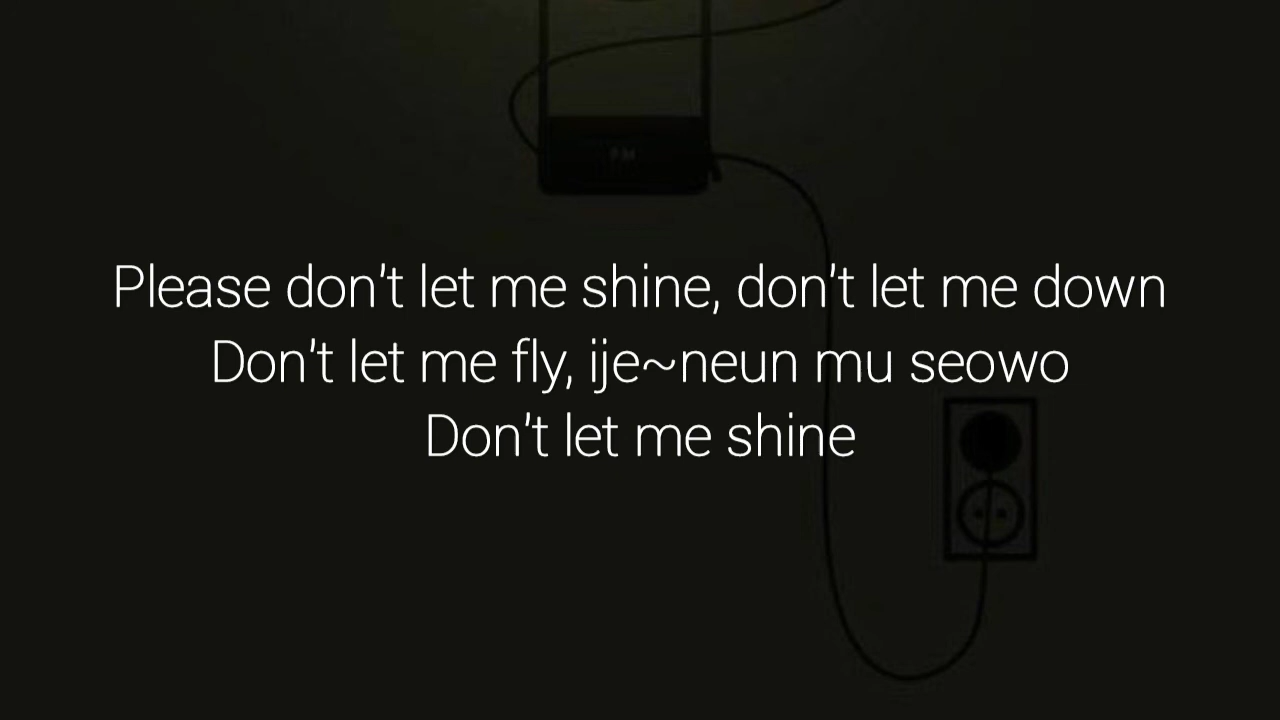 Please don't let me shine, don't let me down
Don't let me fly, ije~neun mu seowo
Don't let me shine